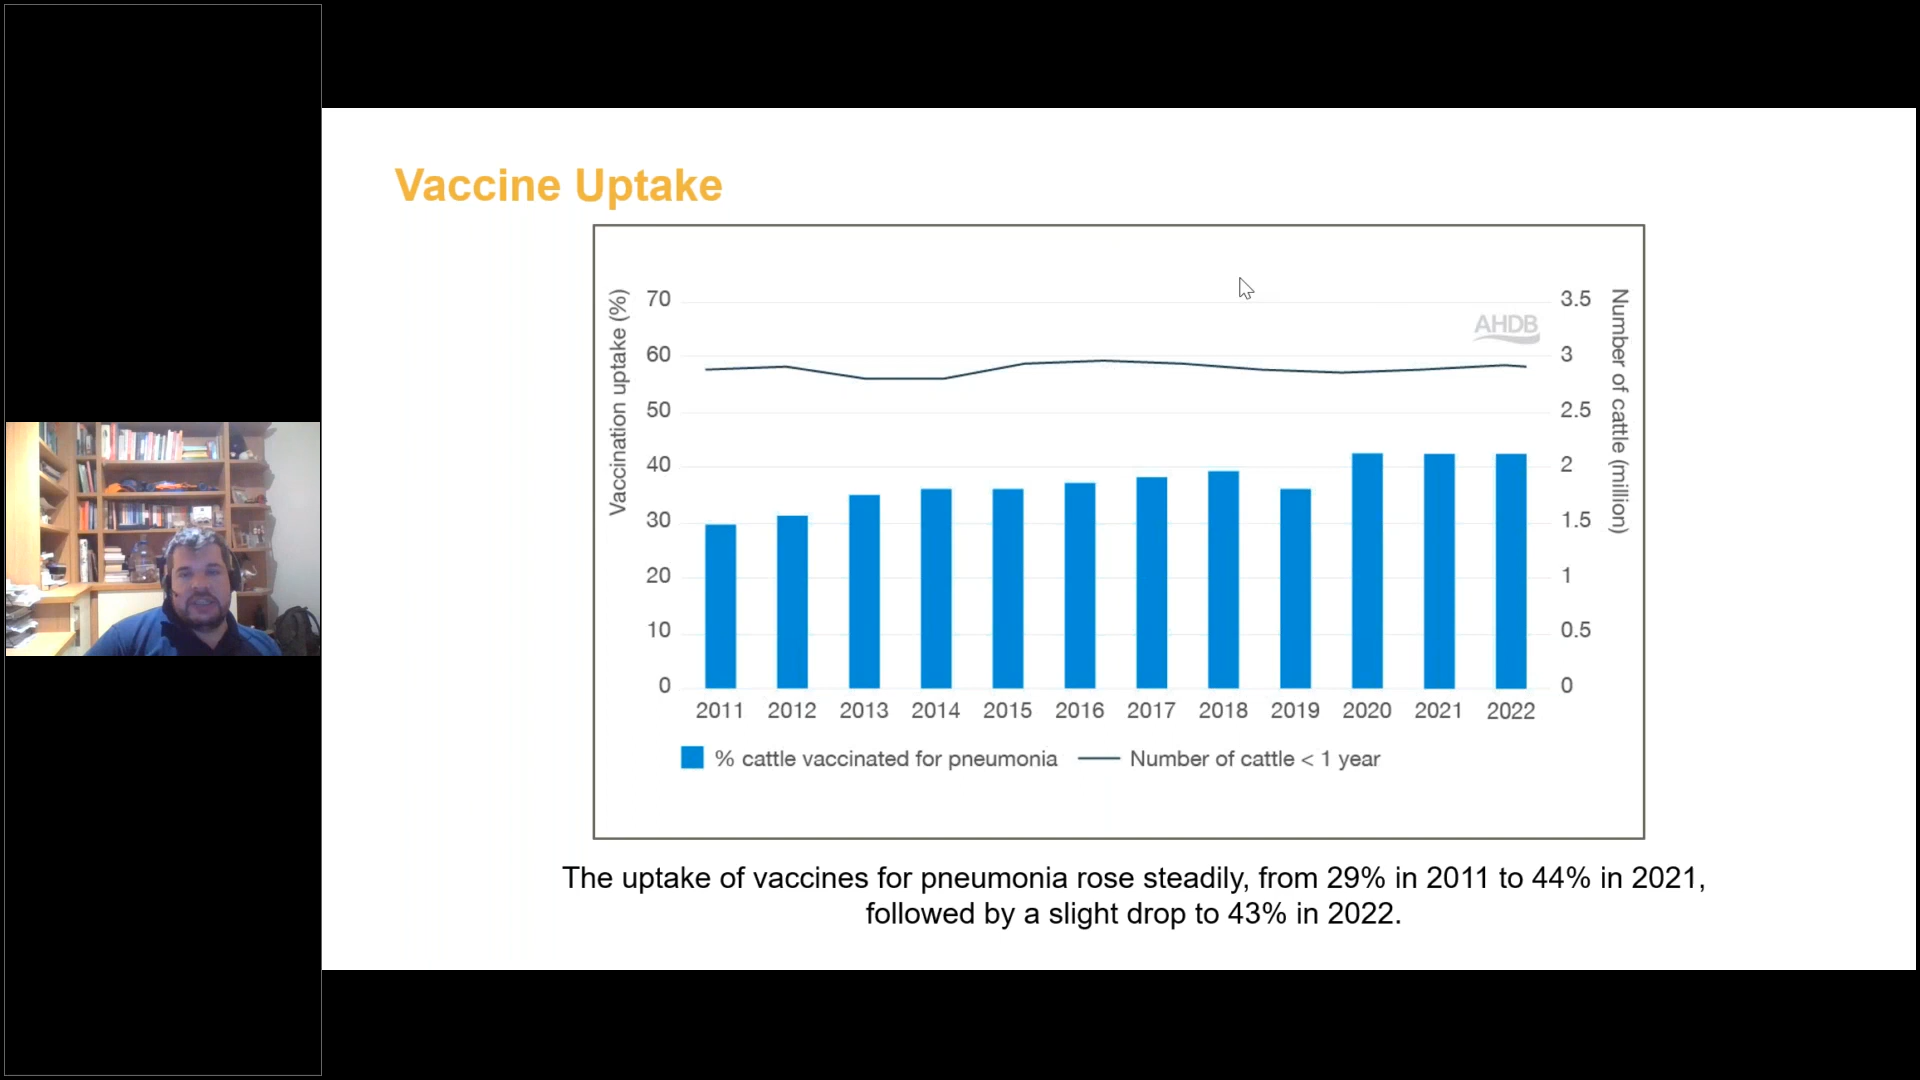 Vaccine Uptake
Vaccination uptake (%)
70
60
50
40
30
20
10
0
3.5
3
2.5
2
1.5
1
0.5
0
Number of cattle (million)
AHDB
2011 2012 2013 2014 2015 2016 2017 2018 2019 2020 2021 2022
% cattle vaccinated for pneumonia
Number of cattle < 1 year
The uptake of vaccines for pneumonia rose steadily, from 29% in 2011 to 44% in 2021,
followed by a slight drop to 43% in 2022.